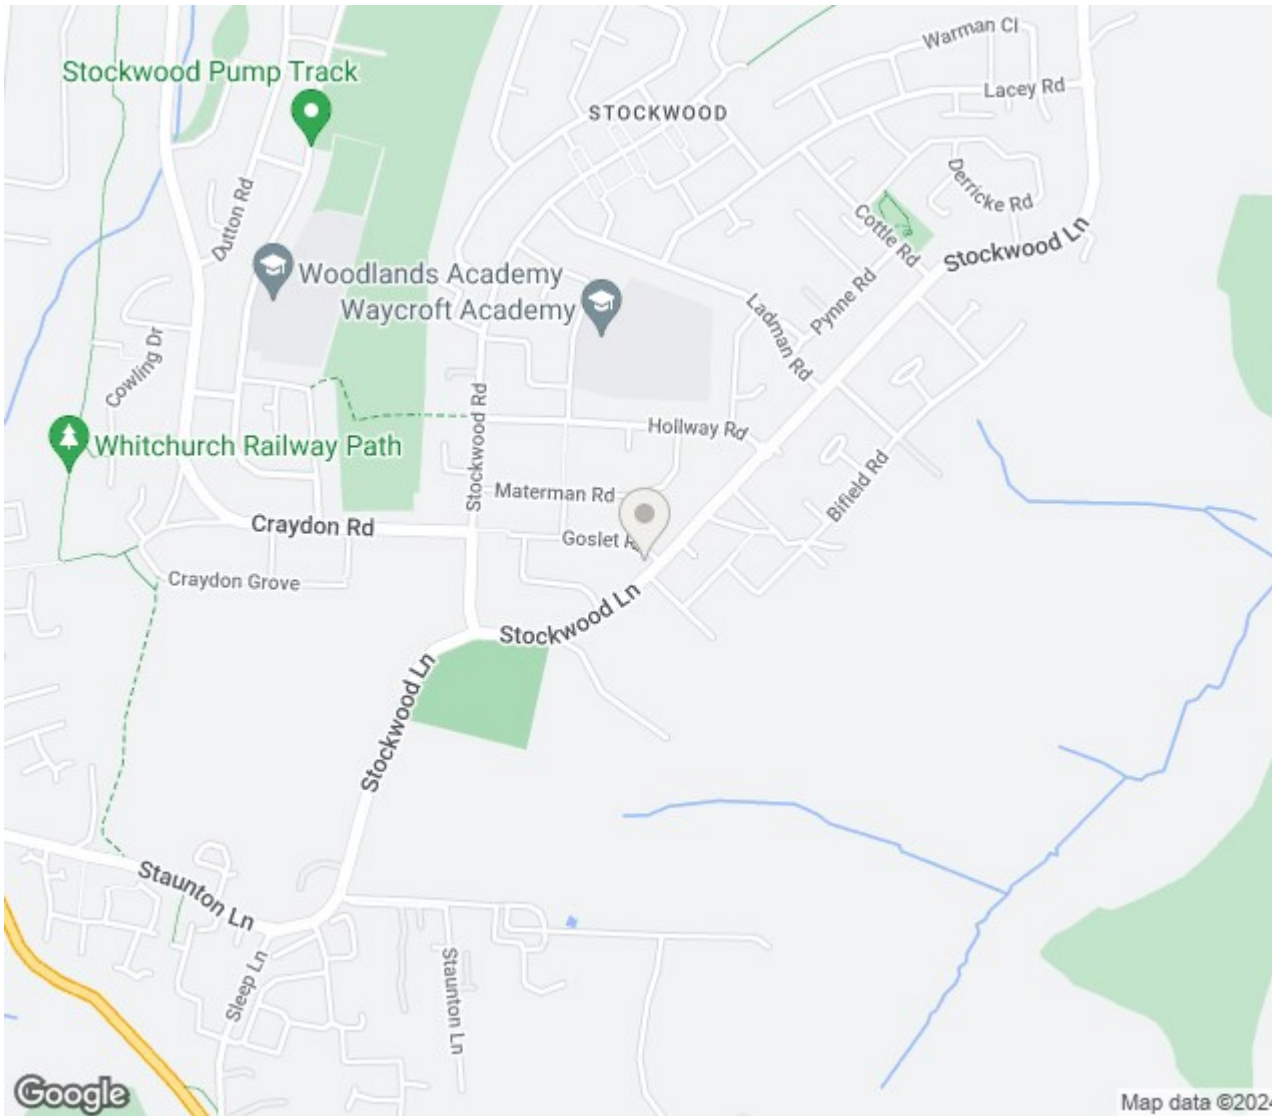 Warman Cl
Stockwood Pump Track
Lacey Rd
STOCKWOOD
Derricke Rd
Dutton Rd
Cottle Rd
Stockwood Ln
Woodlands Academy
Waycroft Academy
Pynne Rd
Ladman Rd
Cowling Dr
Stockwood Rd
Hollway Rd
Whitchurch Railway Path
Bifield Rd
Materman Rd
Craydon Rd
Goslet
Craydon Grove
Stockwood Ln
Stockwood Ln
Staunton Ln
Sleep Ln
Staunton Ln
Google
Map data ©2024